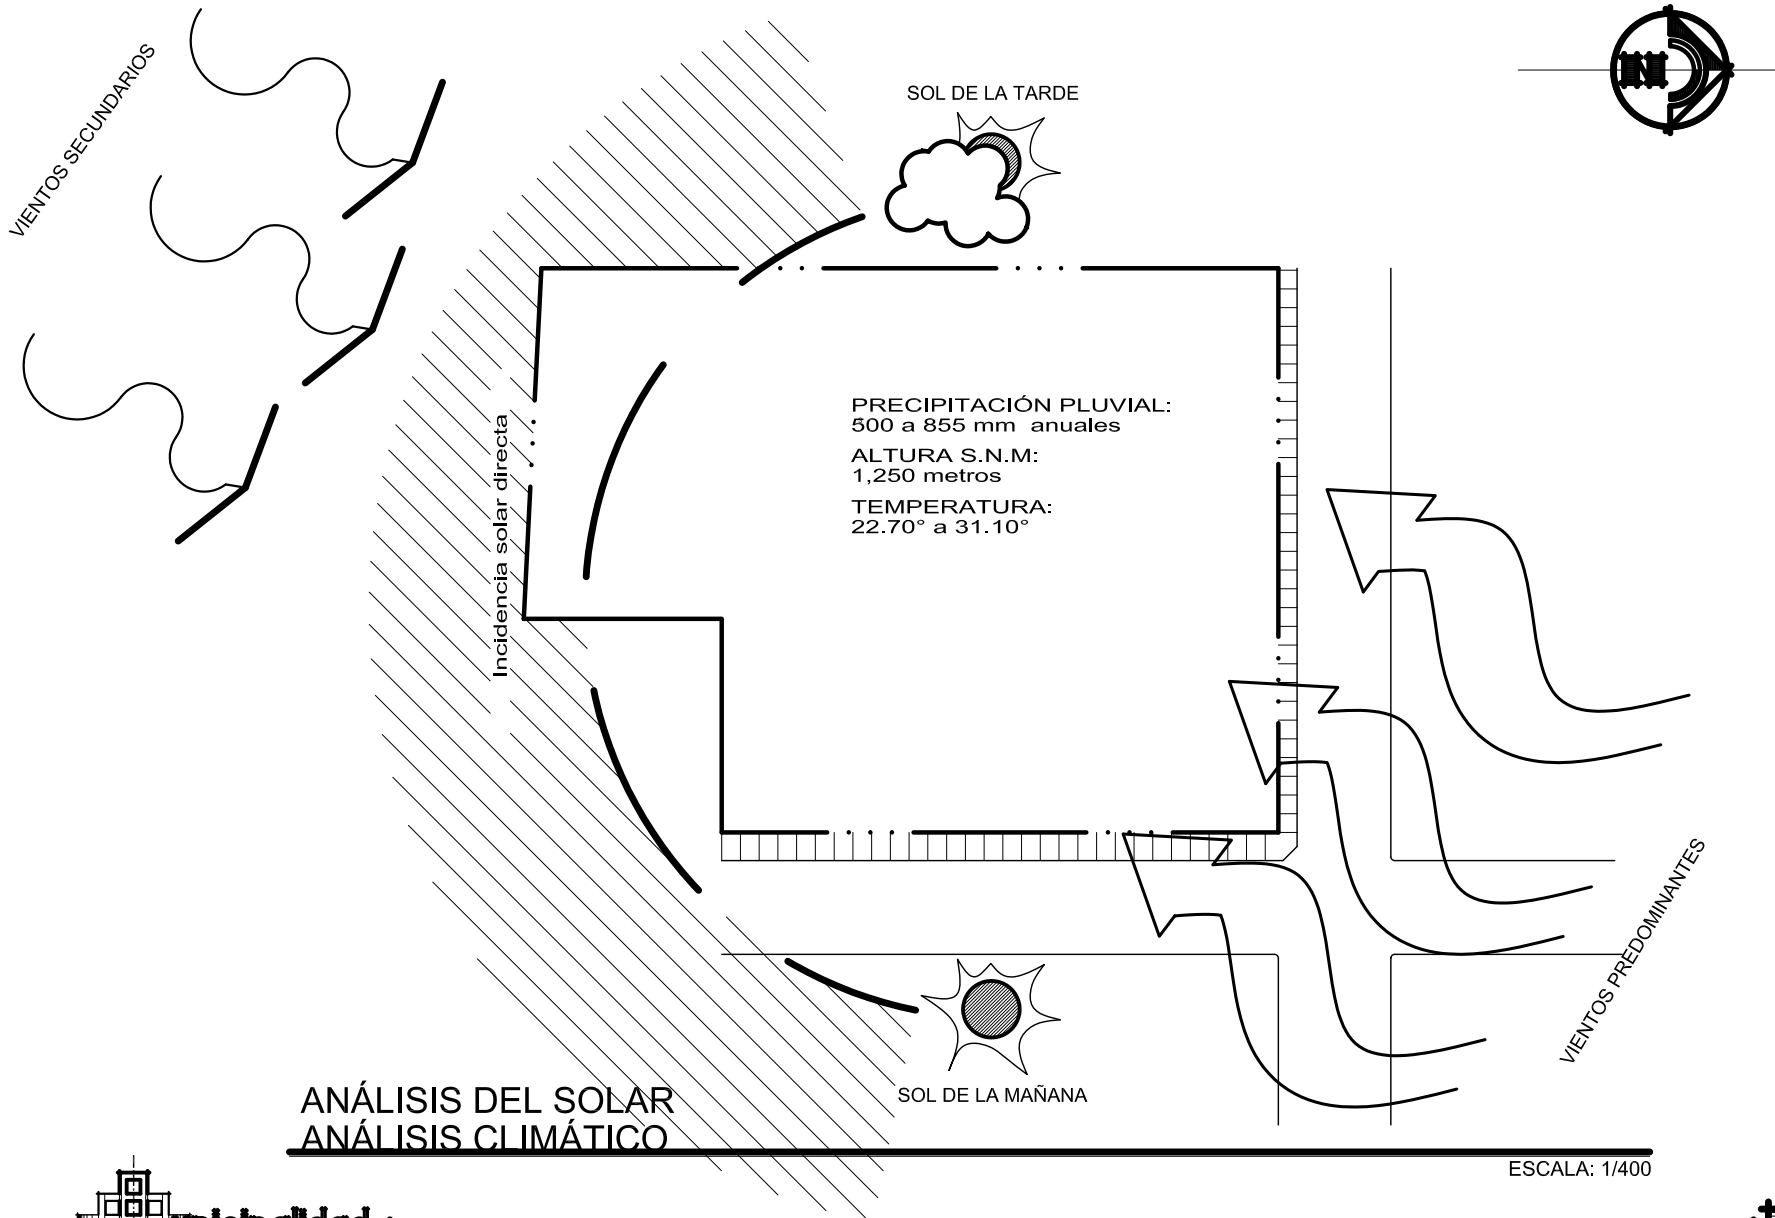 VIENTOS SECUNDARIOS
SOL DE LA TARDE
N
PRECIPITACIÓN PLUVIAL:
500 a 855 mm anuales
ALTURA S.N.M:
1,250 metros
TEMPERATURA:
22.70° a 31.10°
Incidencia solar directa
VIENTOS PREDOMINANTES
SOL DE LA MAÑANA
ANÁLISIS DEL SOLAR
ANÁLISIS CLIMÁTICO
ESCALA: 1/400